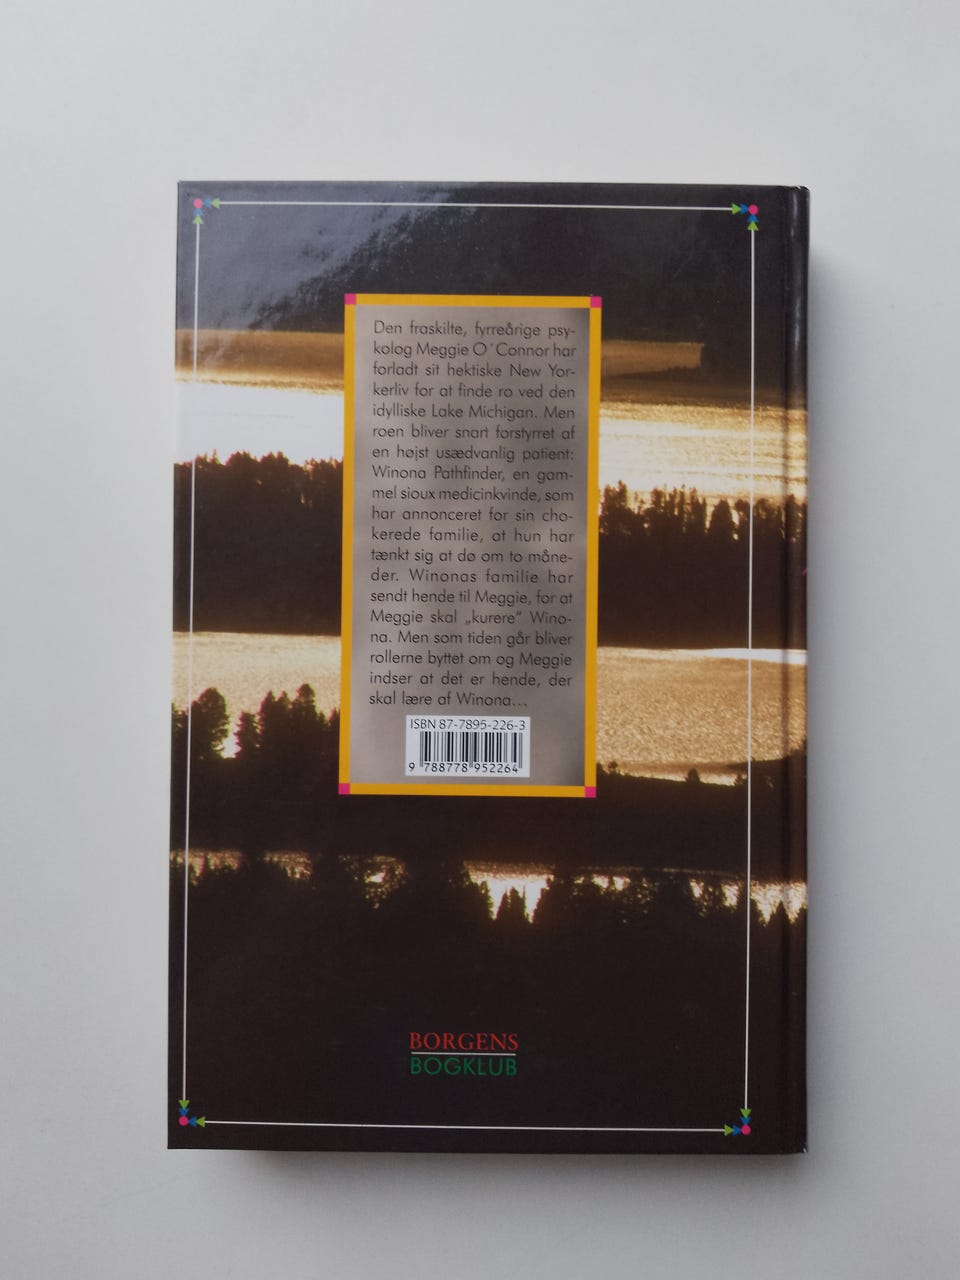 Den fraskilte, fyrreårige psy-
kolog Meggie O´Connor har
forladt sit hektiske New Yor-
kerliv for at finde ro ved den
idylliske Lake Michigan. Men
roen bliver snart forstyrret af
en højst usædvanlig patient:
Winona Pathfinder, en gam-
mel sioux medicinkvinde, som
har annonceret for sin cho-
kerede familie, at hun har
tænkt sig at dø om to måne-
der. Winonas familie har
sendt hende til Meggie, for at
Meggie skal „kurere“ Wino-
na. Men som tiden går bliver
rollerne byttet om og Meggie
indser at det er hende, der
skal lære af Winona...
ISBN 87-7895-226-3
9 788778 952264
BORGENS
BOGKLUB